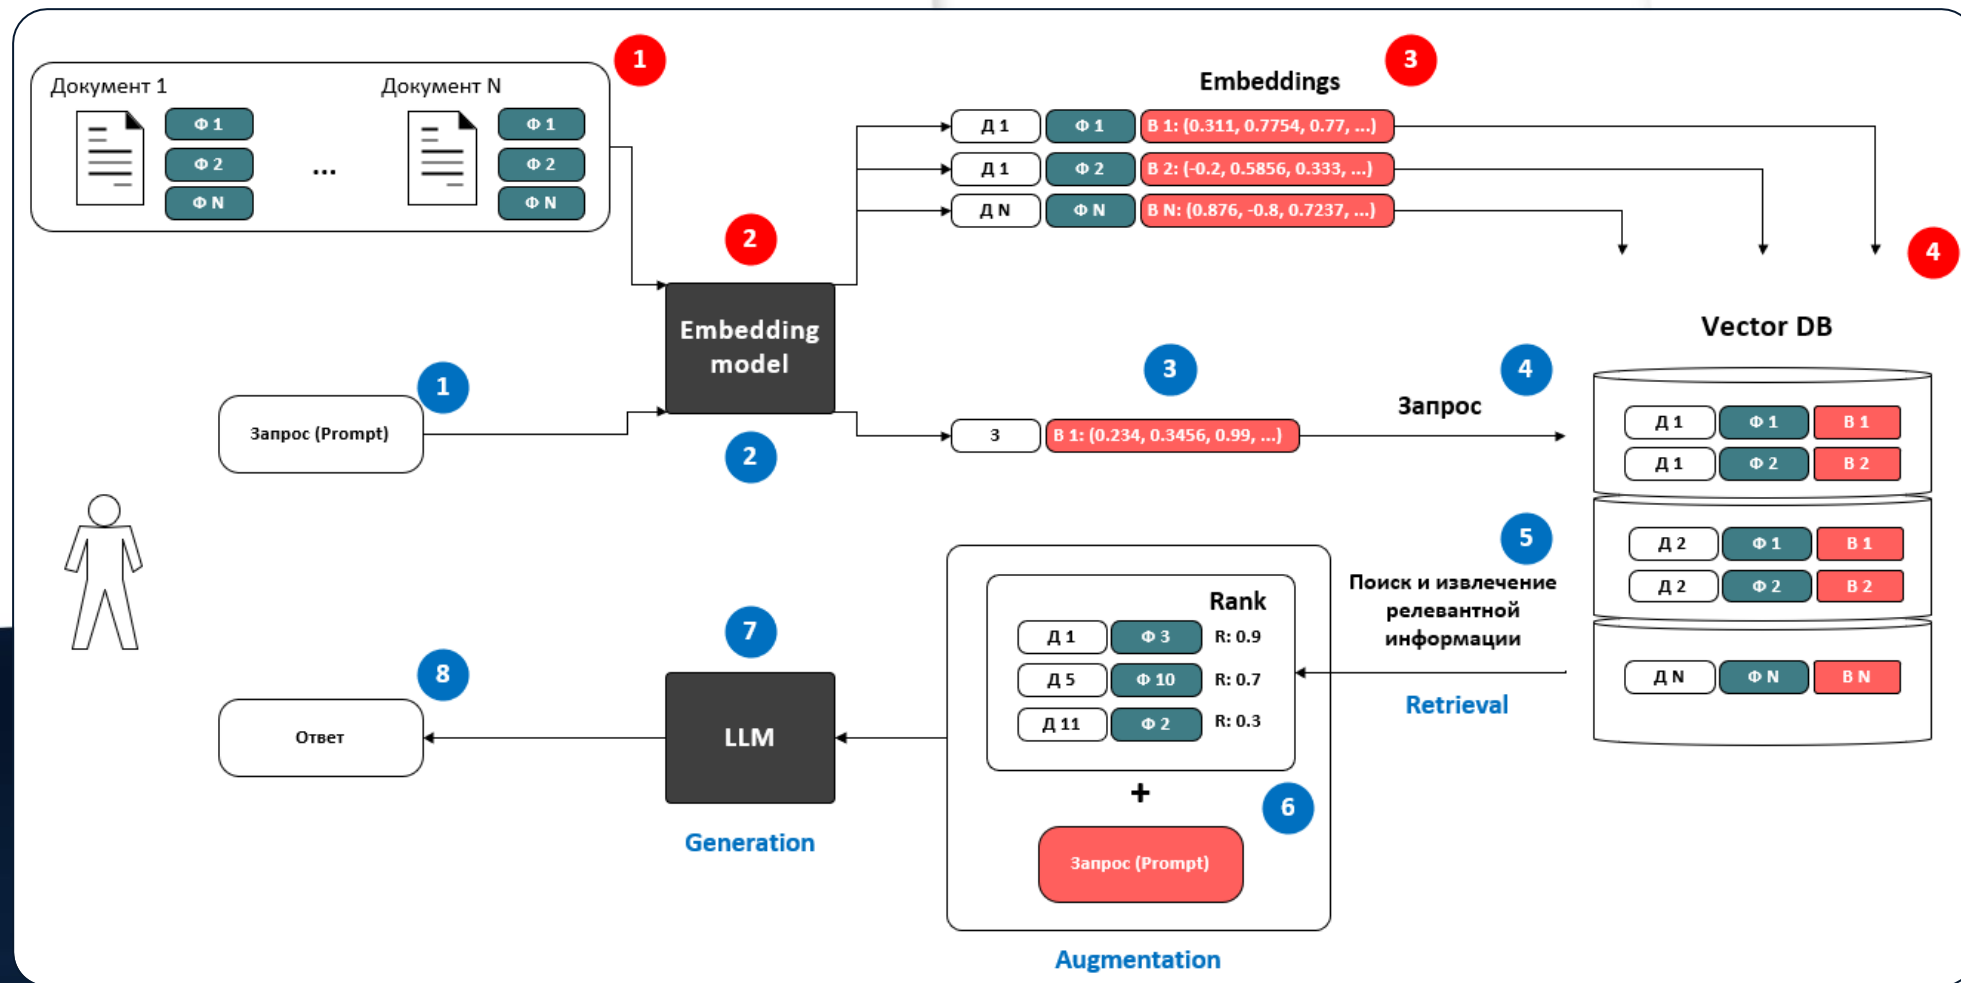 1
Документ 1
Документ N
Ф 1
Ф 2
Ф N
...
Ф 1
Ф 2
Ф N
Embeddings
3
Д 1 Ф 1 В 1: (0.311, 0.7754, 0.77, ...)
Д 1 Ф 2 В 2: (-0.2, 0.5856, 0.333, ...)
Д N Ф N В N: (0.876, -0.8, 0.7237, ...)
2
4
Embedding
model
Vector DB
1
Запрос (Prompt)
2
3
З В 1: (0.234, 0.3456, 0.99, ...)
Запрос
4
Д 1 Ф 1 В 1
Д 1 Ф 2 В 2
Д 2 Ф 1 В 1
Д 2 Ф 2 В 2
Д N Ф N В N
5
Поиск и извлечение
релевантной
информации
Retrieval
Rank
Д 1 Ф 3 R: 0.9
Д 5 Ф 10 R: 0.7
Д 11 Ф 2 R: 0.3
+
6
Запрос (Prompt)
Augmentation
7
LLM
Generation
8
Ответ